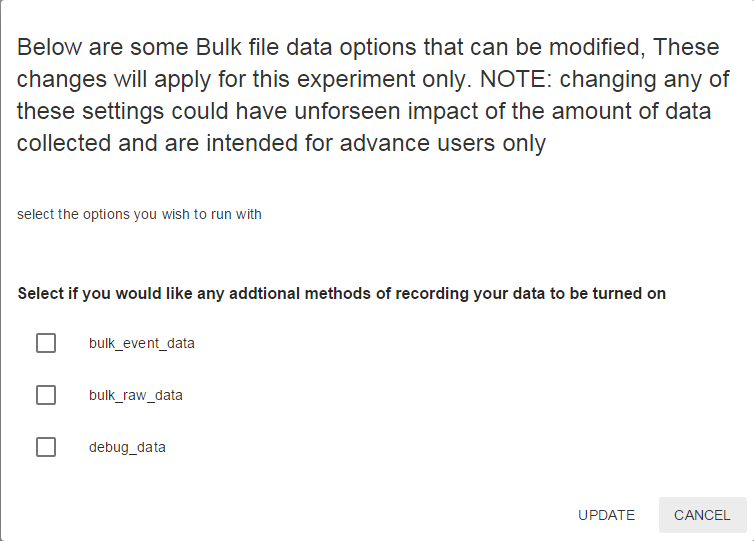 Below are some Bulk file data options that can be modified, These
changes will apply for this experiment only. NOTE: changing any of
these settings could have unforseen impact of the amount of data
collected and are intended for advance users only
select the options you wish to run with
Select if you would like any addtional methods of recording your data to be turned on
bulk_event_data
bulk_raw_data
debug_data
UPDATE CANCEL